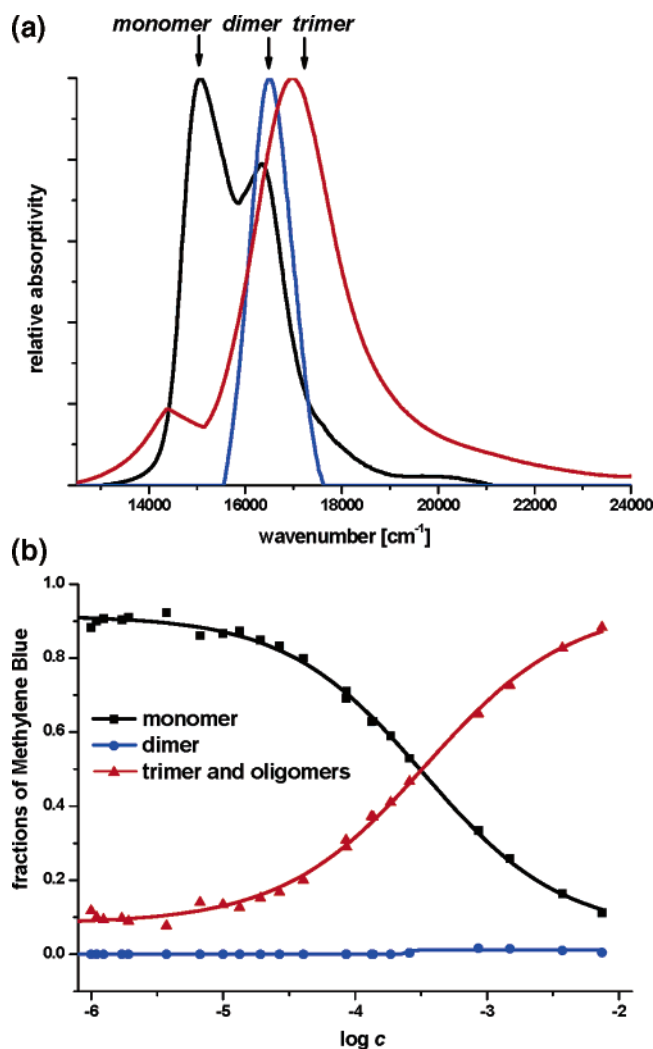 (a)
monomer dimer trimer
relative absorptivity
14000 16000 18000 20000 22000 24000
wavenumber [cm⁻¹]
(b)
1.0
0.8
0.6
0.4
0.2
0.0
fractions of Methylene Blue
monomer
dimer
trimer and oligomers
-6 -5 -4 -3 -2
log c